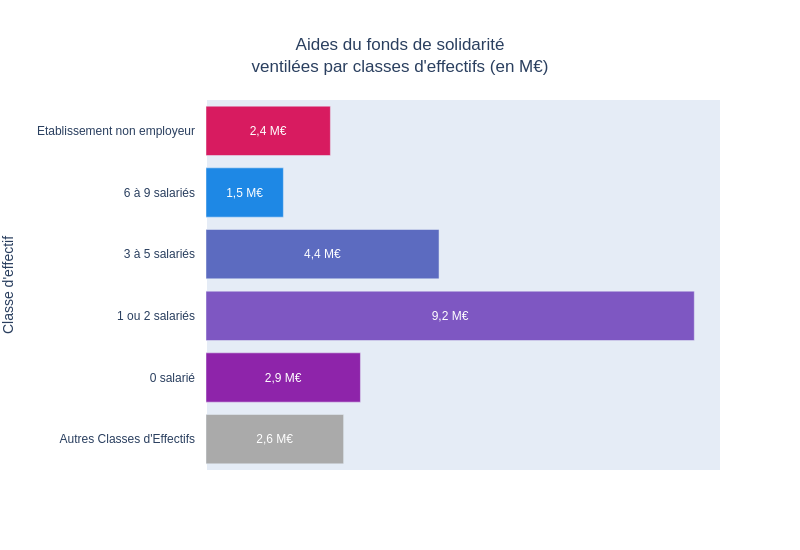 Aides du fonds de solidarité
ventilées par classes d'effectifs (en M€)
Classe d'effectif
Etablissement non employeur
2,4 M€
6 à 9 salariés
1,5 M€
3 à 5 salariés
4,4 M€
1 ou 2 salariés
9,2 M€
0 salarié
2,9 M€
Autres Classes d'Effectifs
2,6 M€